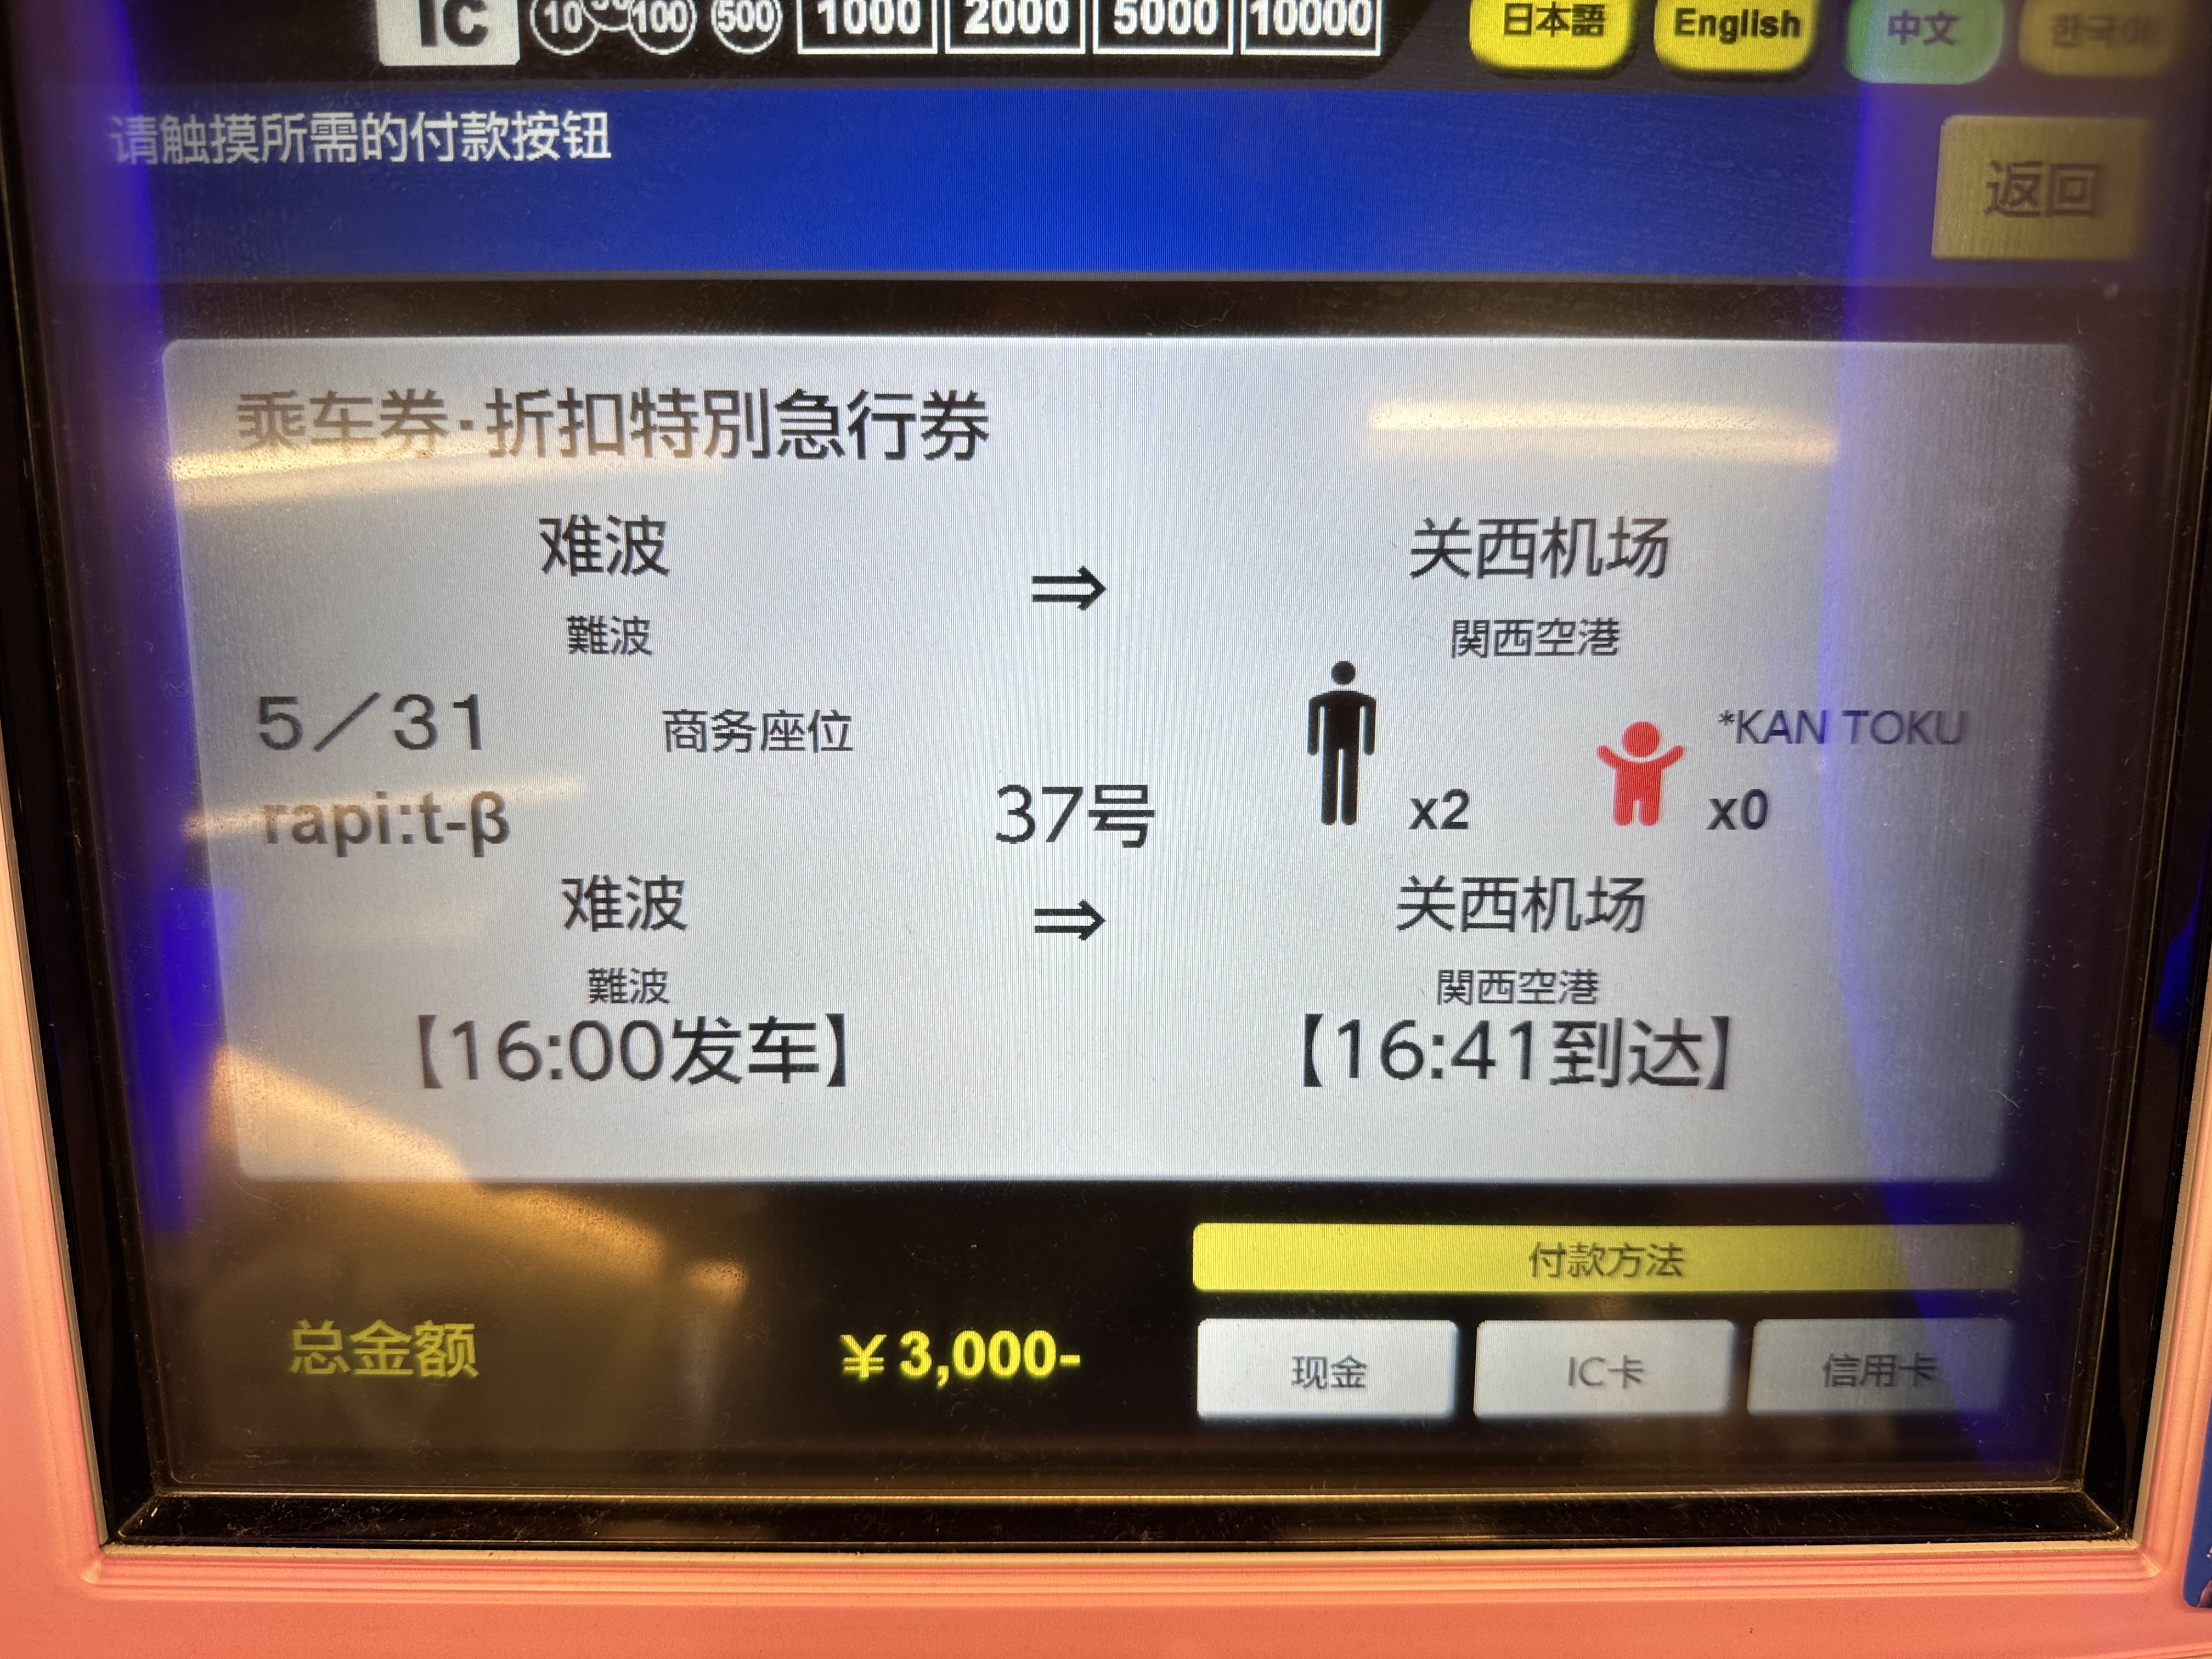 IC 10 50 100 500 1000 2000 5000 10000 日本語 English 中文 한국어
请触摸所需的付款按钮
返回
乘车券·折扣特别急行券
难波 ⇒ 关西机场
難波 関西空港
5/31 商务座位 *KAN TOKU
rapi:t-β 37号 x2 x0
难波 ⇒ 关西机场
難波 関西空港
【16:00发车】 【16:41到达】
付款方法
总金额 ¥3,000-
现金 IC卡 信用卡